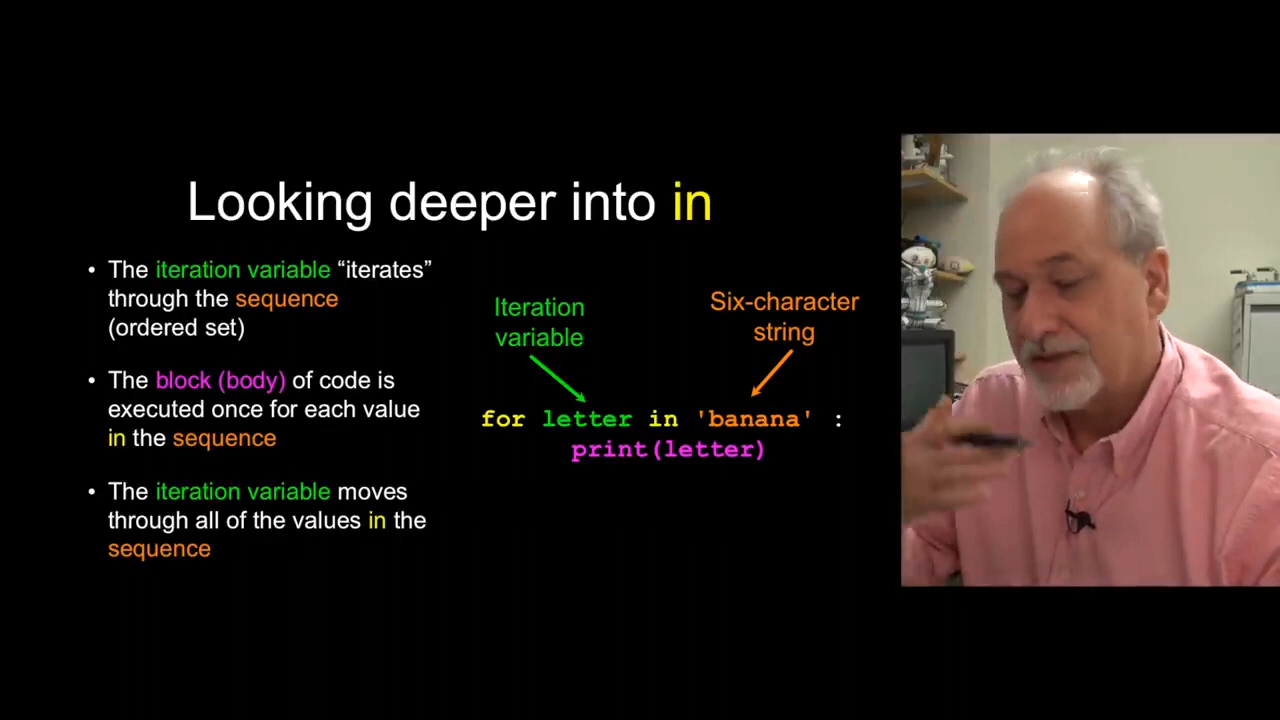 Looking deeper into in
• The iteration variable “iterates”
through the sequence
(ordered set)
• The block (body) of code is
executed once for each value
in the sequence
• The iteration variable moves
through all of the values in the
sequence
Iteration
variable
Six-character
string
for letter in 'banana' :
print(letter)